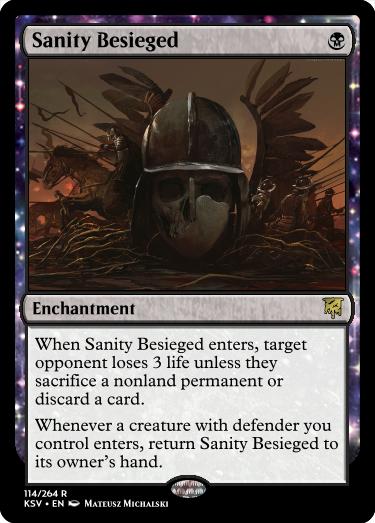 Sanity Besieged
Enchantment
When Sanity Besieged enters, target
opponent loses 3 life unless they
sacrifice a nonland permanent or
discard a card.
Whenever a creature with defender you
control enters, return Sanity Besieged to
its owner's hand.
114/264 R
KSV • EN Mateusz Michalski